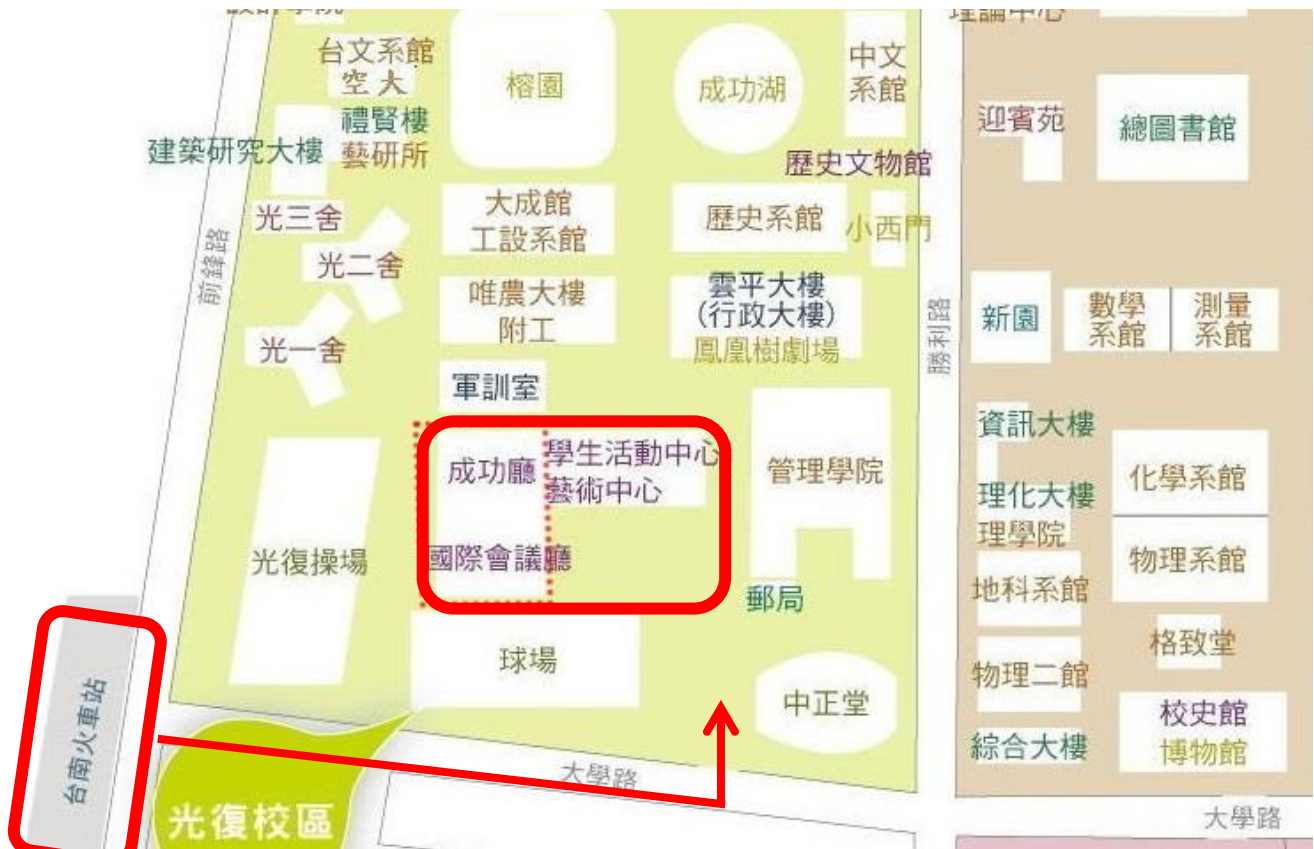 台文系館
空大
榕園
成功湖
中文
系館
迎賓苑
總圖書館
建築研究大樓
禮賢樓
藝研所
歷史文物館
光三舍
大成館
工設系館
歷史系館
小西門
前鋒路
光二舍
唯農大樓
附工
雲平大樓
(行政大樓)
鳳凰樹劇場
勝利路
新園
數學
系館
測量
系館
光一舍
軍訓室
成功廳
學生活動中心
藝術中心
管理學院
資訊大樓
理化大樓
理學院
化學系館
光復操場
國際會議廳
郵局
地科系館
物理系館
球場
中正堂
物理二館
格致堂
台南火車站
大學路
綜合大樓
校史館
博物館
光復校區
大學路